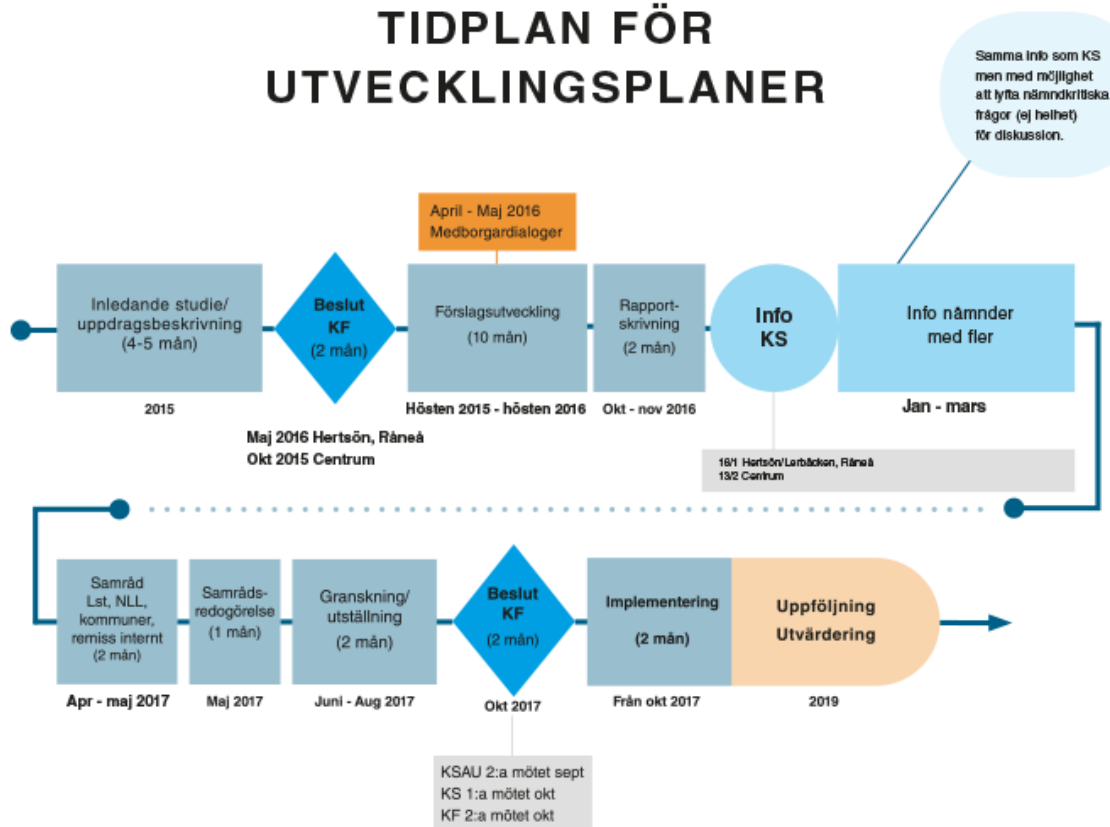 TIDPLAN FÖR
UTVECKLINGSPLANER
Samma info som KS
men med möjlighet
att lyfta nämndkritiska
frågor (ej helhet)
för diskussion.
April - Maj 2016
Medborgardialoger
Inledande studie/
uppdragsbeskrivning
(4-5 mån)
2015
Beslut
KF
(2 mån)
Maj 2016 Hertsön, Råneå
Okt 2015 Centrum
Förslagsutveckling
(10 mån)
Hösten 2015 - hösten 2016
Rapport-
skrivning
(2 mån)
Okt - nov 2016
Info
KS
16/1 Hertsön/Lerbäcken, Råneå
13/2 Centrum
Info nämnder
med fler
Jan - mars
Samråd
Lst, NLL,
kommuner,
remiss internt
(2 mån)
Apr - maj 2017
Samråds-
redogörelse
(1 mån)
Maj 2017
Granskning/
utställning
(2 mån)
Juni - Aug 2017
Beslut
KF
(2 mån)
Okt 2017
KSAU 2:a mötet sept
KS 1:a mötet okt
KF 2:a mötet okt
Implementering
(2 mån)
Från okt 2017
Uppföljning
Utvärdering
2019